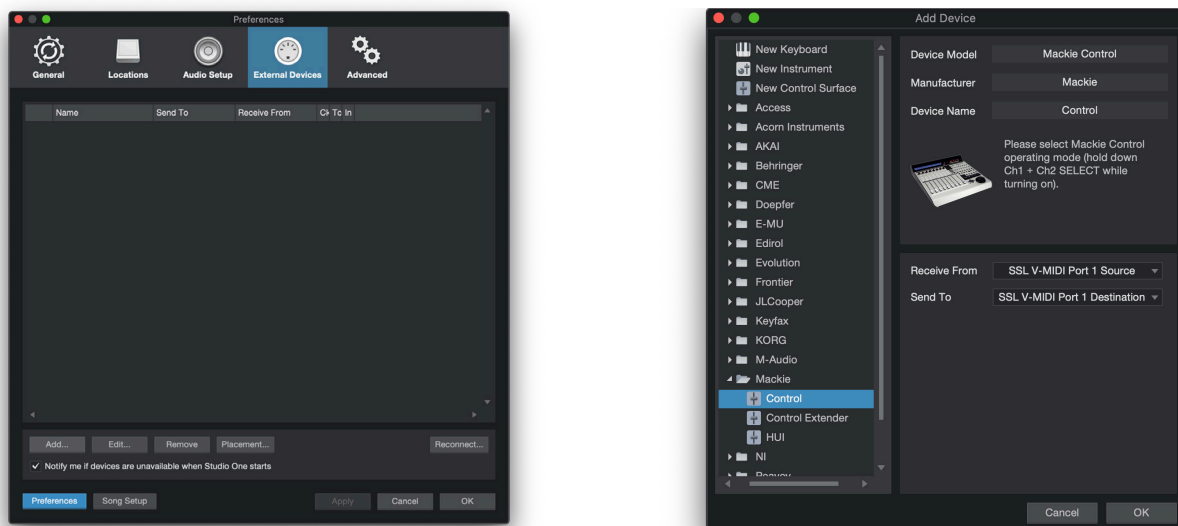 Preferences
General Locations Audio Setup External Devices Advanced
Name Send To Receive From Cl Tc In
Add... Edit... Remove Placement... Reconnect...
Notify me if devices are unavailable when Studio One starts
Preferences Song Setup Apply Cancel OK
Add Device
New Keyboard
New Instrument
New Control Surface
Access
Acorn Instruments
AKAI
Behringer
CME
Doepfer
E-MU
Edirol
Evolution
Frontier
JLCooper
Keyfax
KORG
M-Audio
Mackie
Control
Control Extender
HUI
NI
Peavey
Device Model Mackie Control
Manufacturer Mackie
Device Name Control
Please select Mackie Control
operating mode (hold down
Ch1 + Ch2 SELECT while
turning on).
Receive From SSL V-MIDI Port 1 Source
Send To SSL V-MIDI Port 1 Destination
Cancel OK